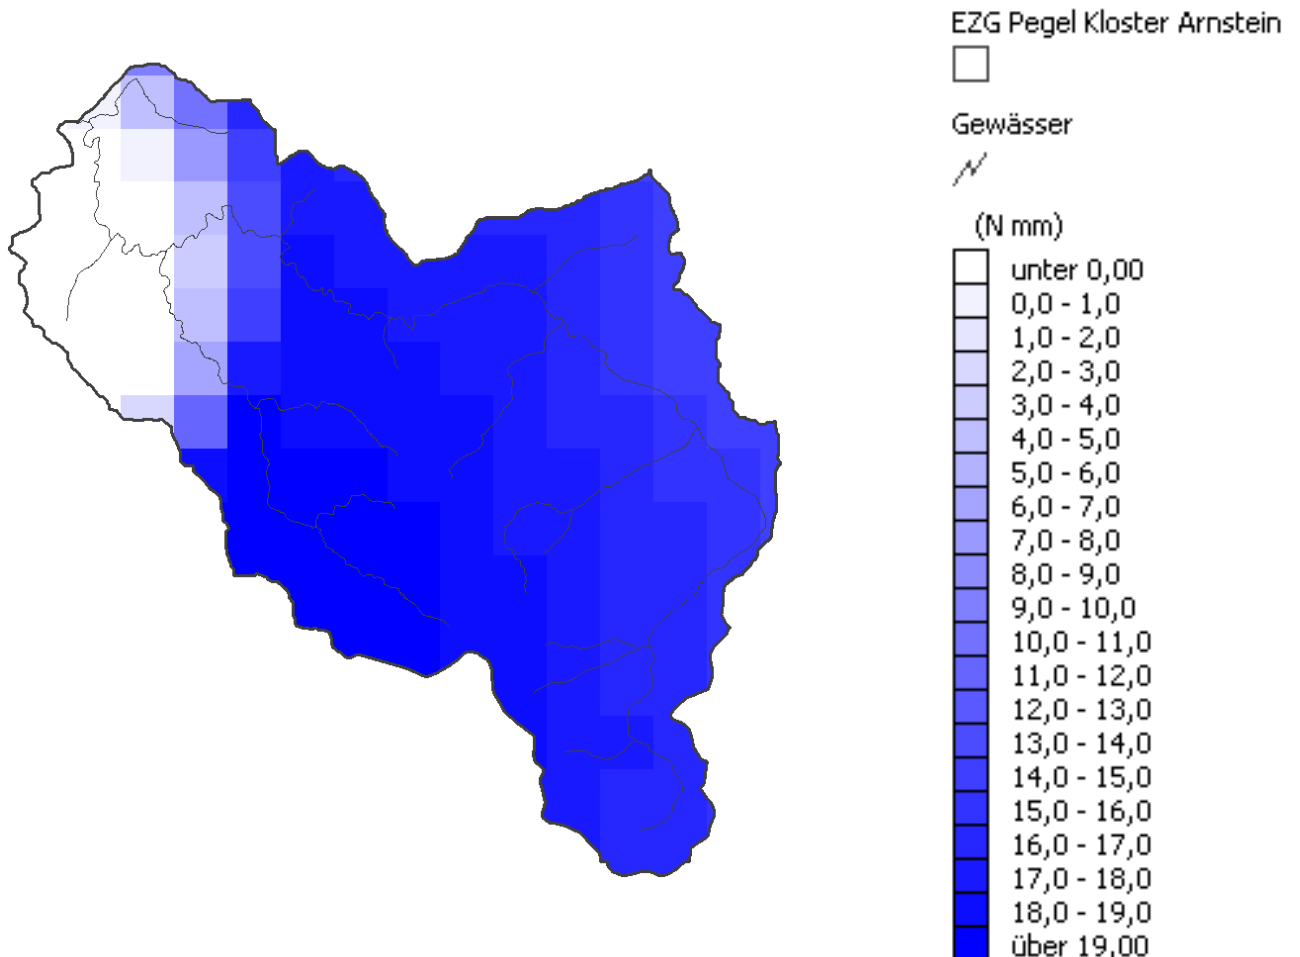 EZG Pegel Kloster Arnstein
Gewässer
(N mm)
unter 0,00
0,0 - 1,0
1,0 - 2,0
2,0 - 3,0
3,0 - 4,0
4,0 - 5,0
5,0 - 6,0
6,0 - 7,0
7,0 - 8,0
8,0 - 9,0
9,0 - 10,0
10,0 - 11,0
11,0 - 12,0
12,0 - 13,0
13,0 - 14,0
14,0 - 15,0
15,0 - 16,0
16,0 - 17,0
17,0 - 18,0
18,0 - 19,0
über 19,00